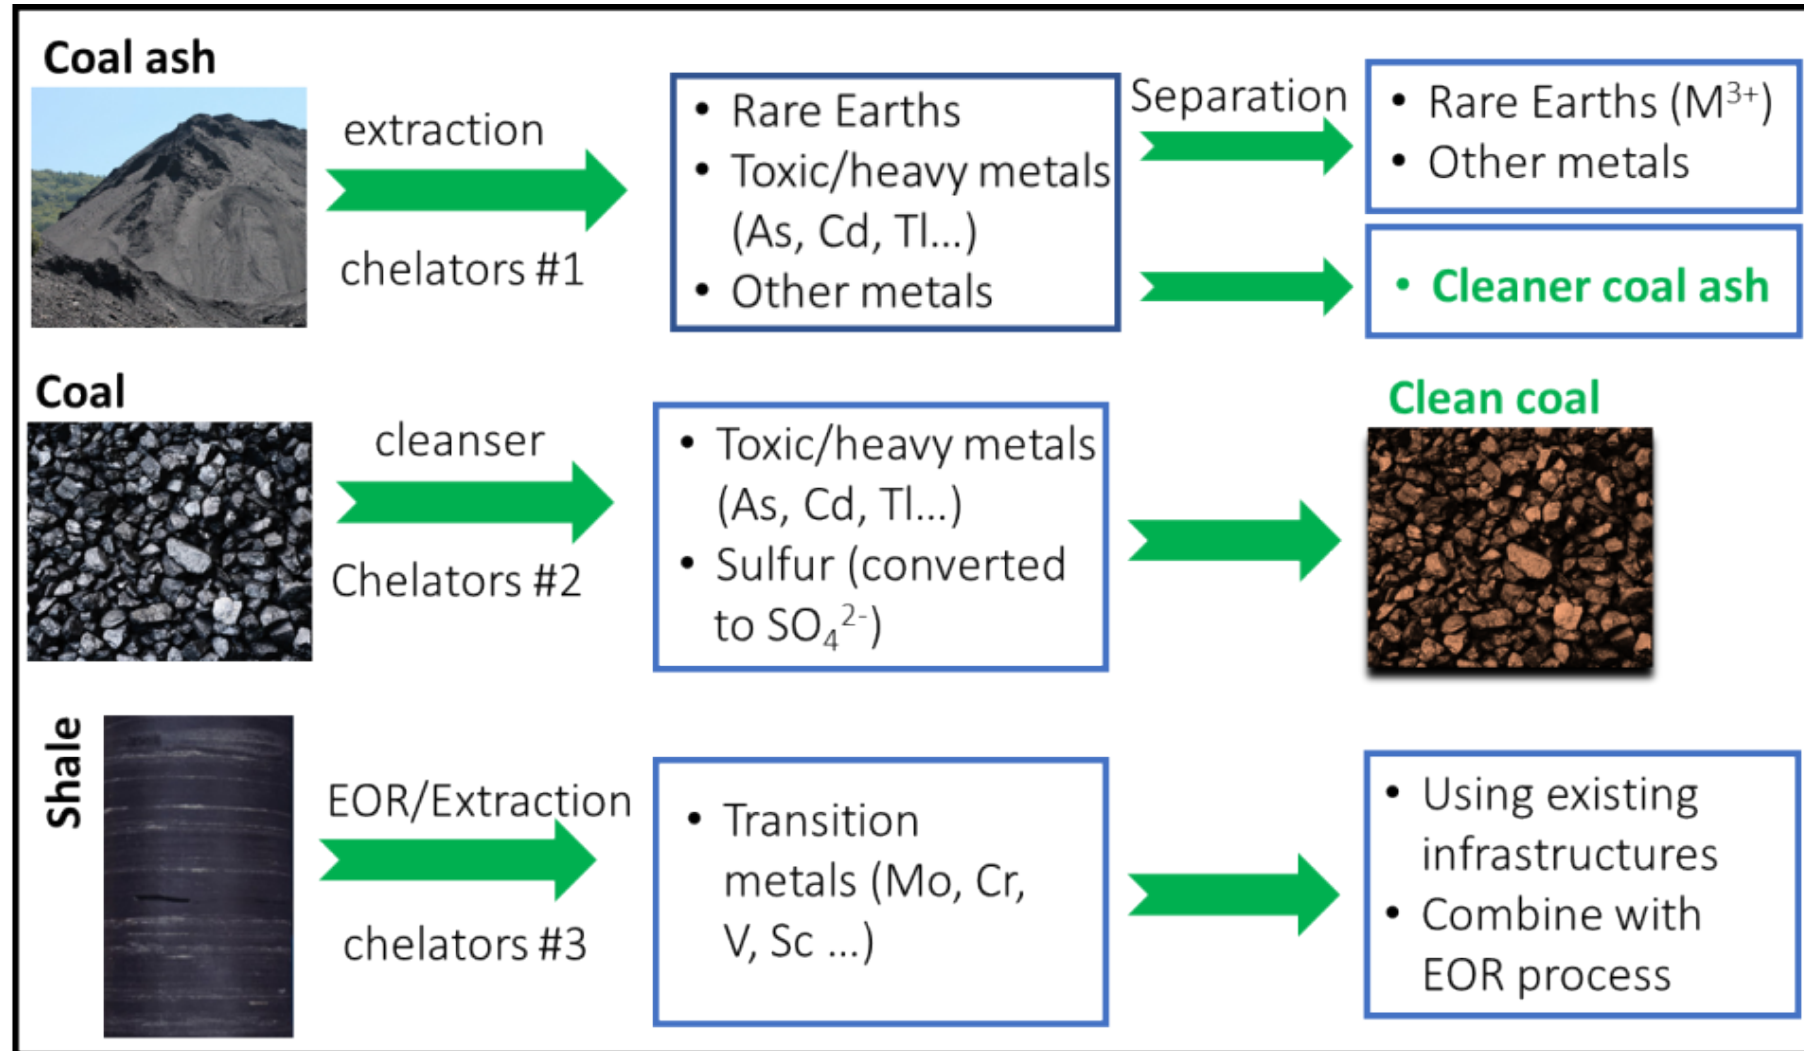 Coal ash
extraction
chelators #1
• Rare Earths
• Toxic/heavy metals
(As, Cd, Tl...)
• Other metals
Separation
• Rare Earths (M³⁺)
• Other metals
• Cleaner coal ash
Coal
cleanser
Chelators #2
• Toxic/heavy metals
(As, Cd, Tl...)
• Sulfur (converted
to SO₄²⁻)
Clean coal
Shale
EOR/Extraction
chelators #3
• Transition
metals (Mo, Cr,
V, Sc ...)
• Using existing
infrastructures
• Combine with
EOR process